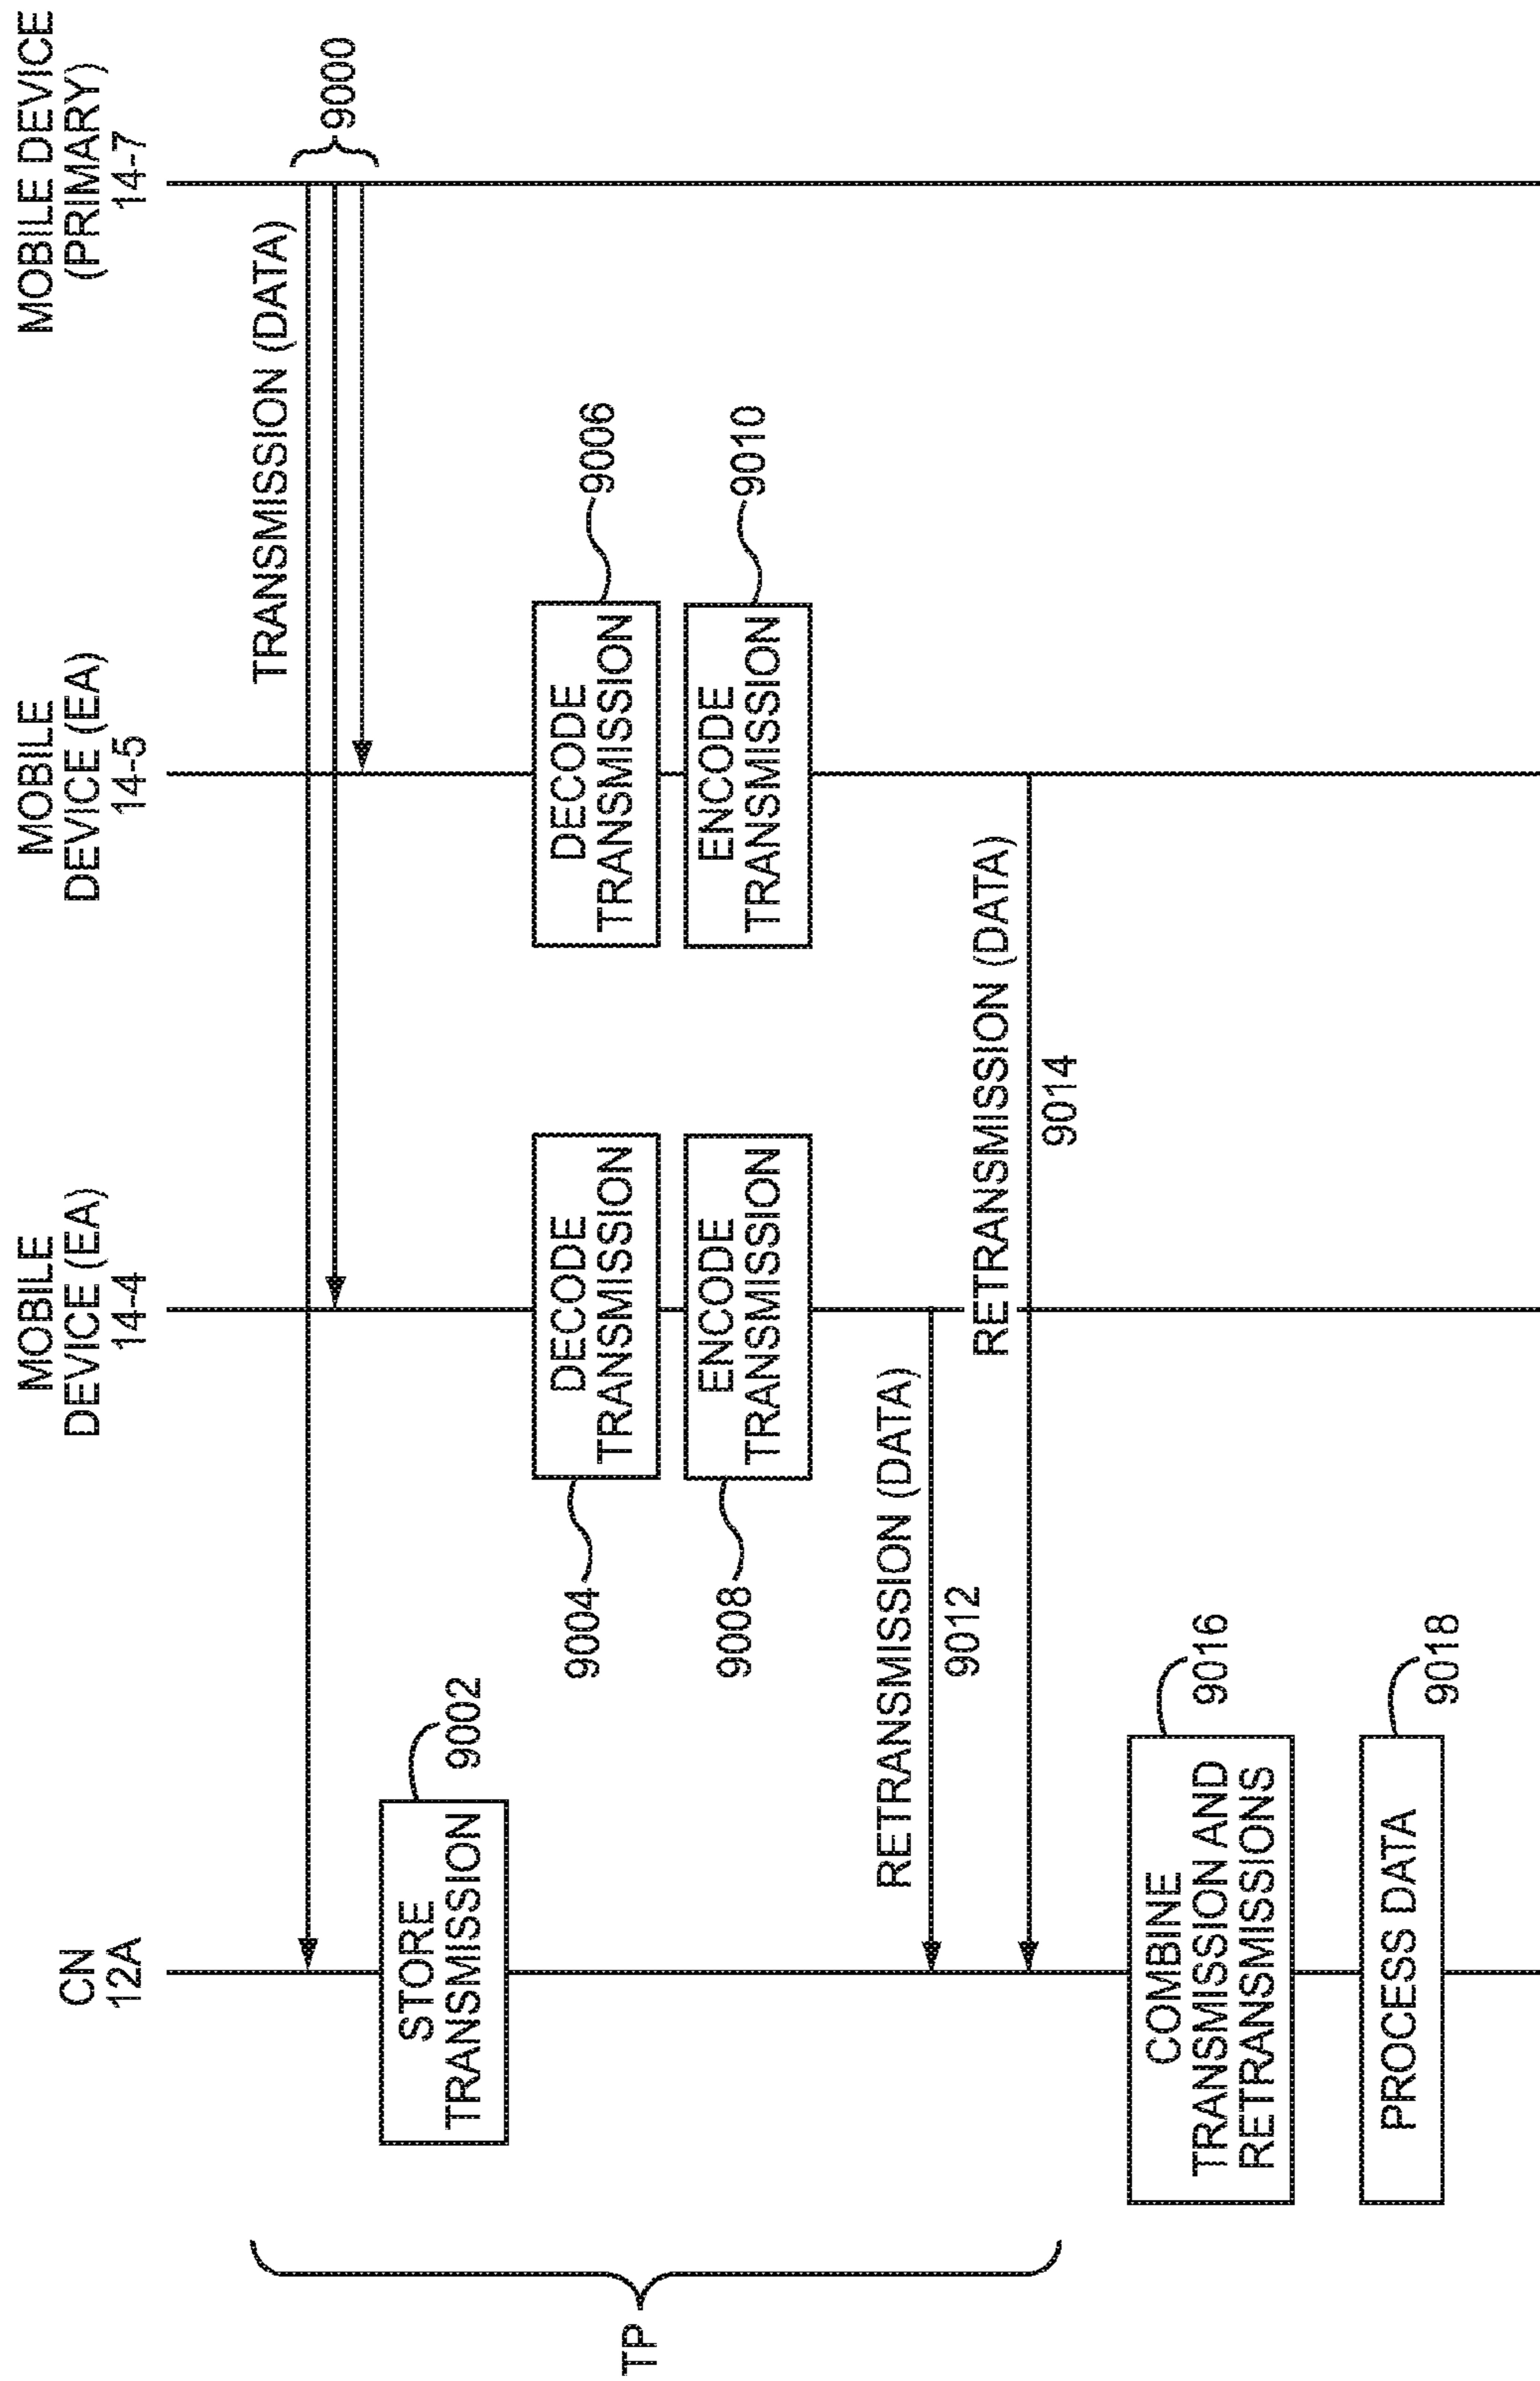 CN
12A
MOBILE
DEVICE (EA)
14-4
MOBILE
DEVICE (EA)
14-5
MOBILE DEVICE
(PRIMARY)
14-7
TRANSMISSION (DATA)
9000
STORE
TRANSMISSION
9002
TP
9004
DECODE
TRANSMISSION
DECODE
TRANSMISSION
9006
9008
ENCODE
TRANSMISSION
ENCODE
TRANSMISSION
9010
RETRANSMISSION (DATA)
9012
RETRANSMISSION (DATA)
9014
COMBINE
TRANSMISSION AND
RETRANSMISSIONS
9016
PROCESS DATA
9018